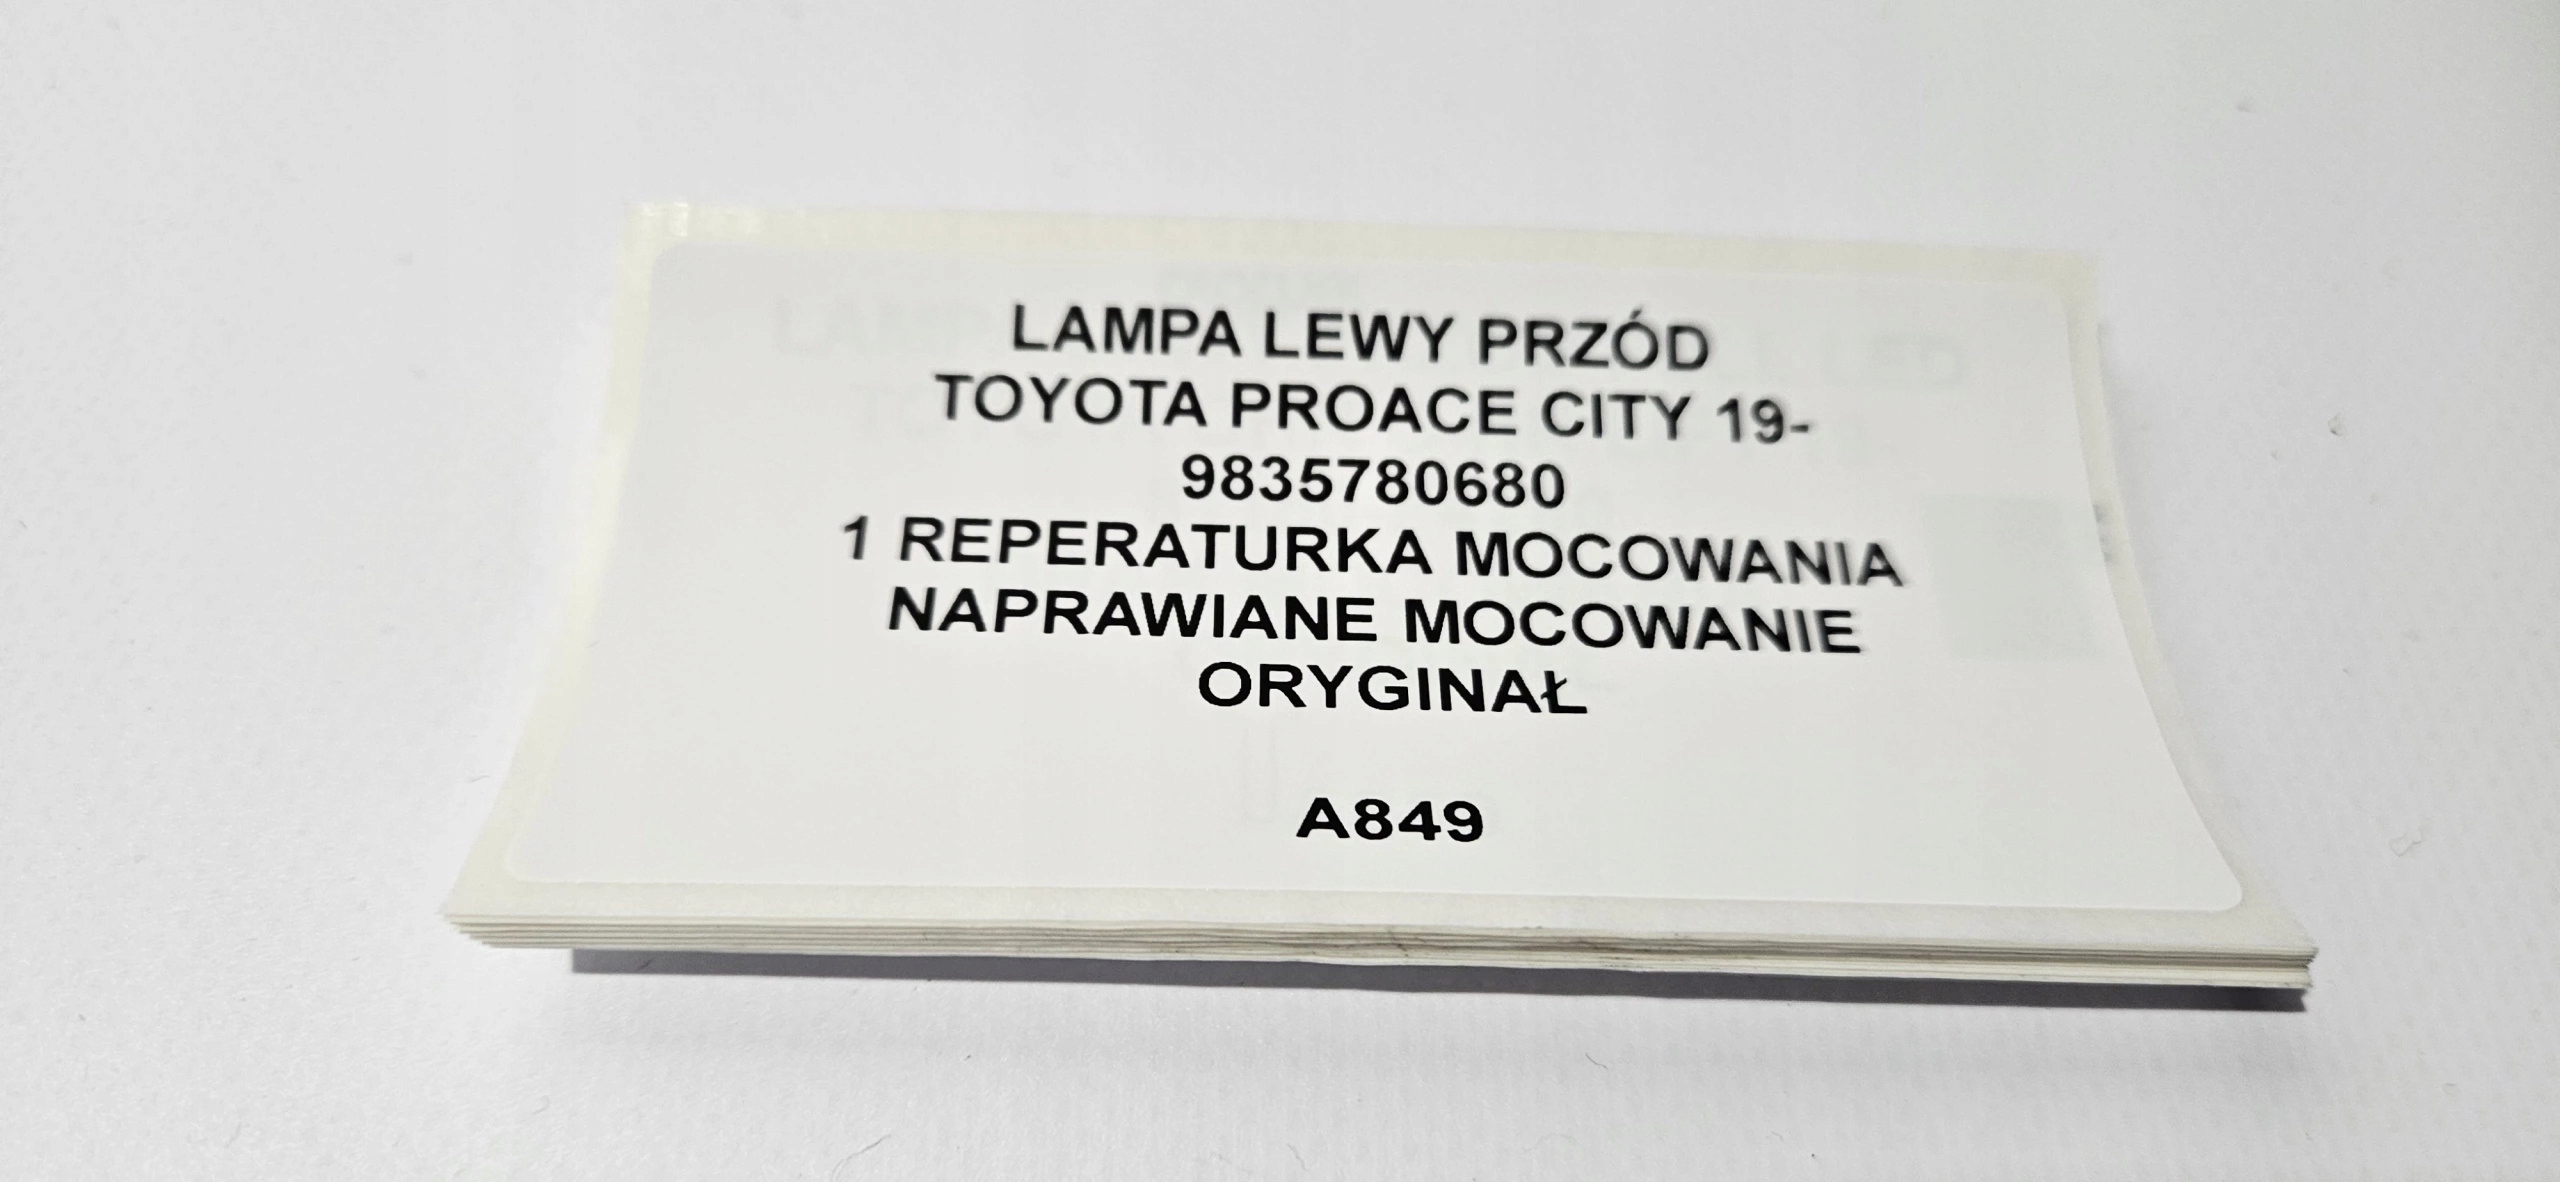 LAMPA LEWY PRZÓD
TOYOTA PROACE CITY 19-
9835780680
1 REPERATURKA MOCOWANIA
NAPRAWIANE MOCOWANIE
ORYGINAŁ
A849